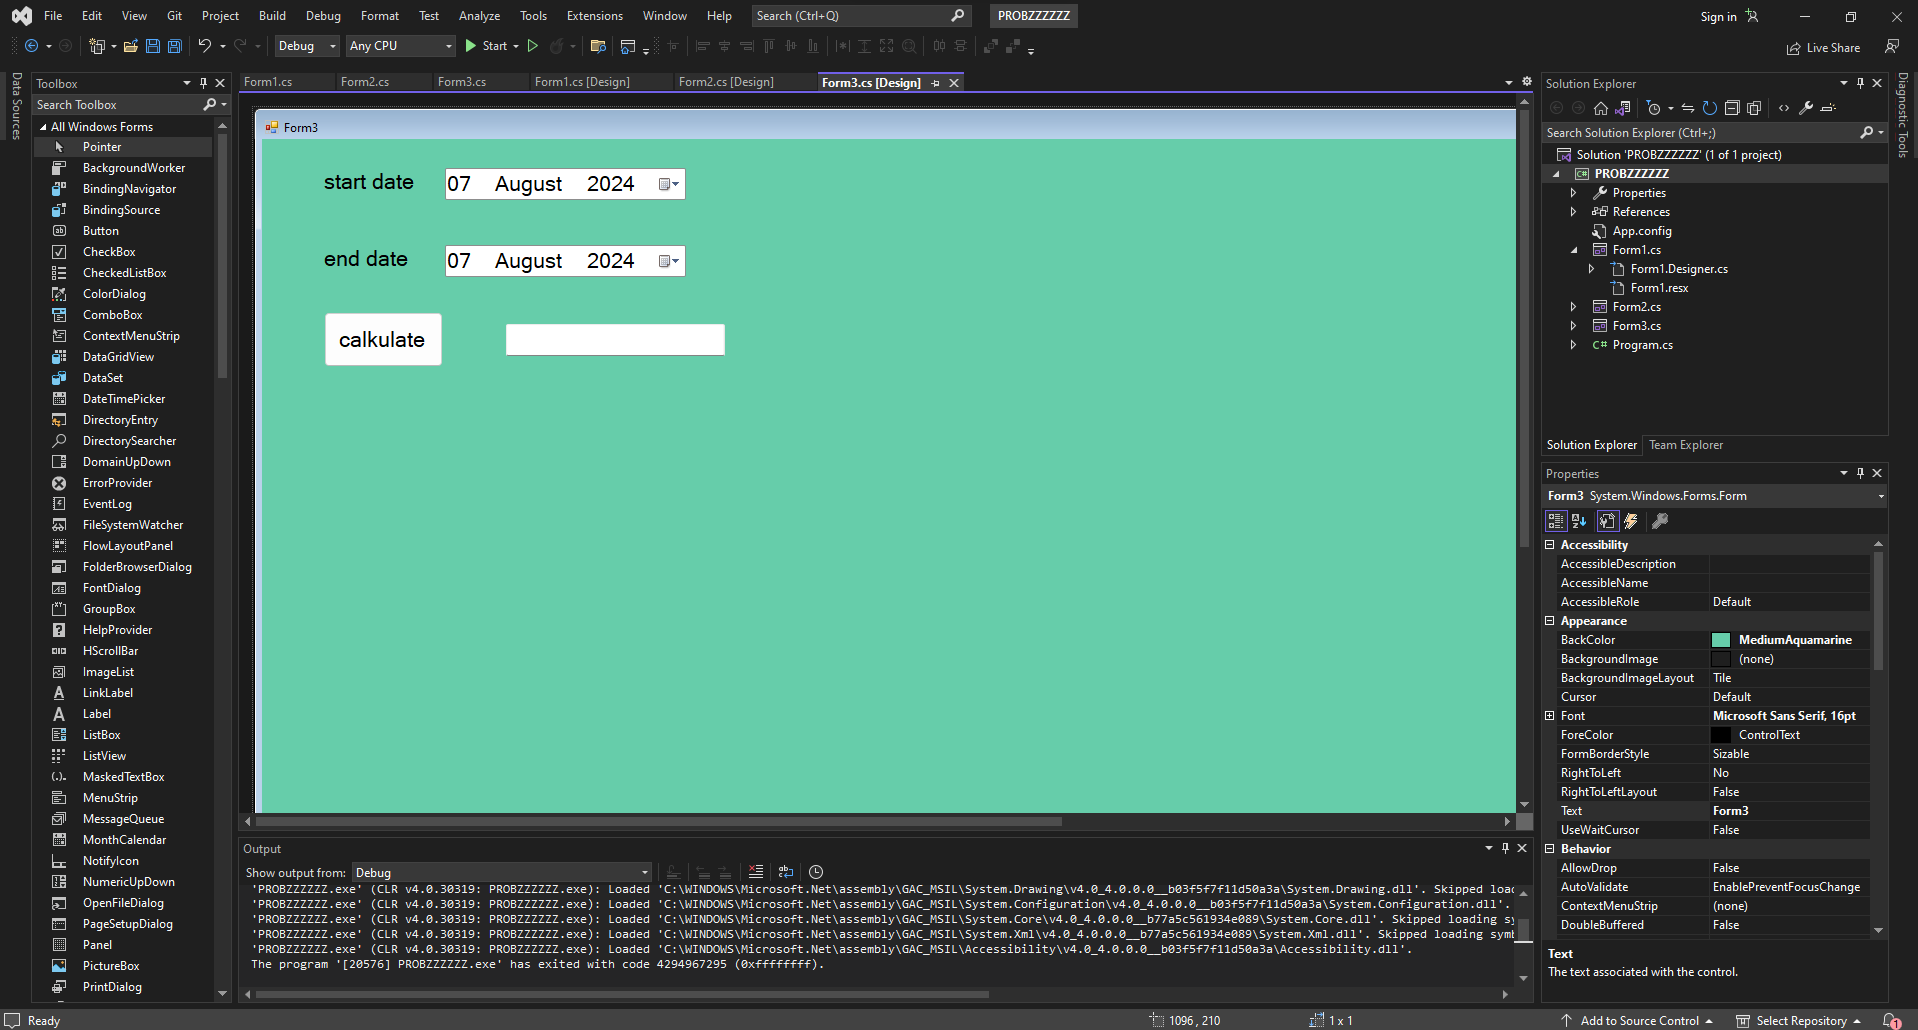 File Edit View Git Project Build Debug Format Test Analyze Tools Extensions Window Help Search (Ctrl+Q) PROBZZZZZZ Sign in
Debug Any CPU Start Live Share
Data Sources
Toolbox
Search Toolbox
All Windows Forms
Pointer
BackgroundWorker
BindingNavigator
BindingSource
Button
CheckBox
CheckedListBox
ColorDialog
ComboBox
ContextMenuStrip
DataGridView
DataSet
DateTimePicker
DirectoryEntry
DirectorySearcher
DomainUpDown
ErrorProvider
EventLog
FileSystemWatcher
FlowLayoutPanel
FolderBrowserDialog
FontDialog
GroupBox
HelpProvider
HScrollBar
ImageList
LinkLabel
Label
ListBox
ListView
MaskedTextBox
MenuStrip
MessageQueue
MonthCalendar
NotifyIcon
NumericUpDown
OpenFileDialog
PageSetupDialog
Panel
PictureBox
PrintDialog
Form1.cs Form2.cs Form3.cs Form1.cs [Design] Form2.cs [Design] Form3.cs [Design]
Form3
start date 07 August 2024
end date 07 August 2024
calkulate
Output
Show output from: Debug
'PROBZZZZZZ.exe' (CLR v4.0.30319: PROBZZZZZZ.exe): Loaded 'C:\WINDOWS\Microsoft.Net\assembly\GAC_MSIL\System.Drawing\v4.0_4.0.0.0__b03f5f7f11d50a3a\System.Drawing.dll'. Skipped loa
'PROBZZZZZZ.exe' (CLR v4.0.30319: PROBZZZZZZ.exe): Loaded 'C:\WINDOWS\Microsoft.Net\assembly\GAC_MSIL\System.Configuration\v4.0_4.0.0.0__b03f5f7f11d50a3a\System.Configuration.dll'.
'PROBZZZZZZ.exe' (CLR v4.0.30319: PROBZZZZZZ.exe): Loaded 'C:\WINDOWS\Microsoft.Net\assembly\GAC_MSIL\System.Core\v4.0_4.0.0.0__b77a5c561934e089\System.Core.dll'. Skipped loading sy
'PROBZZZZZZ.exe' (CLR v4.0.30319: PROBZZZZZZ.exe): Loaded 'C:\WINDOWS\Microsoft.Net\assembly\GAC_MSIL\System.Xml\v4.0_4.0.0.0__b77a5c561934e089\System.Xml.dll'. Skipped loading symb
'PROBZZZZZZ.exe' (CLR v4.0.30319: PROBZZZZZZ.exe): Loaded 'C:\WINDOWS\Microsoft.Net\assembly\GAC_MSIL\Accessibility\v4.0_4.0.0.0__b03f5f7f11d50a3a\Accessibility.dll'.
The program '[20576] PROBZZZZZZ.exe' has exited with code 4294967295 (0xffffffff).
Solution Explorer
Search Solution Explorer (Ctrl+;)
Solution 'PROBZZZZZZ' (1 of 1 project)
C# PROBZZZZZZ
Properties
References
App.config
Form1.cs
Form1.Designer.cs
Form1.resx
Form2.cs
Form3.cs
C# Program.cs
Solution Explorer Team Explorer
Properties
Form3 System.Windows.Forms.Form
Accessibility
AccessibleDescription
AccessibleName
AccessibleRole Default
Appearance
BackColor MediumAquamarine
BackgroundImage (none)
BackgroundImageLayout Tile
Cursor Default
Font Microsoft Sans Serif, 16pt
ForeColor ControlText
FormBorderStyle Sizable
RightToLeft No
RightToLeftLayout False
Text Form3
UseWaitCursor False
Behavior
AllowDrop False
AutoValidate EnablePreventFocusChange
ContextMenuStrip (none)
DoubleBuffered False
Text
The text associated with the control.
Diagnostic Tools
Ready 1096 , 210 1 x 1 Add to Source Control Select Repository 1